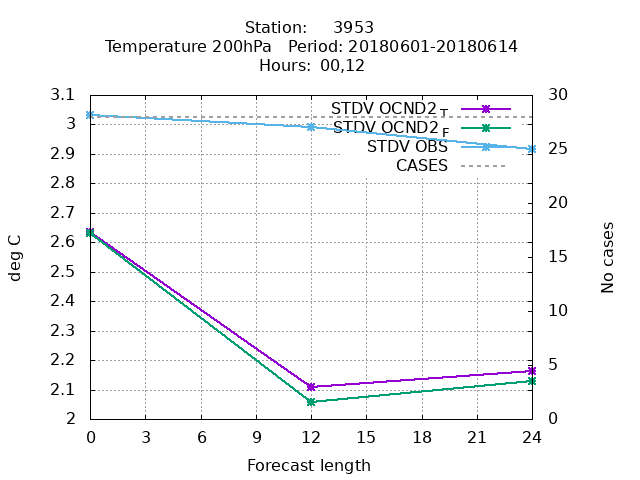 Station:     3953
Temperature 200hPa   Period: 20180601-20180614
Hours:  00,12
3.1
3
2.9
2.8
2.7
2.6
2.5
2.4
2.3
2.2
2.1
2
30
25
20
15
10
5
0
STDV OCND2 T
STDV OCND2 F
STDV OBS
CASES
deg C
No cases
0 3 6 9 12 15 18 21 24
Forecast length